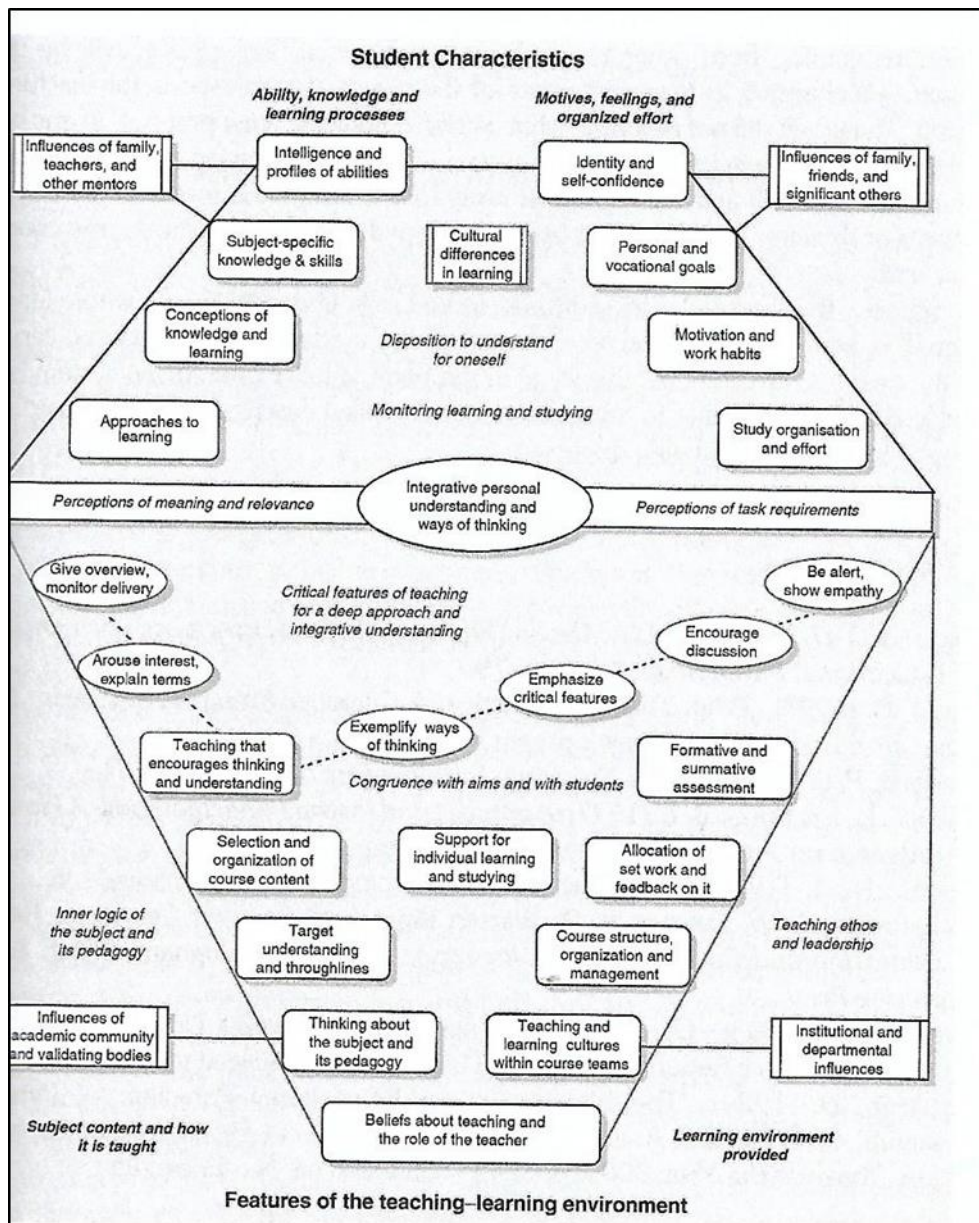 Student Characteristics
Ability, knowledge and
learning processes
Motives, feelings, and
organized effort
Influences of family,
teachers, and
other mentors
Intelligence and
profiles of abilities
Identity and
self-confidence
Influences of family,
friends, and
significant others
Subject-specific
knowledge & skills
Cultural
differences
in learning
Personal and
vocational goals
Conceptions of
knowledge and
learning
Disposition to understand
for oneself
Motivation and
work habits
Approaches to
learning
Monitoring learning and studying
Study organisation
and effort
Perceptions of meaning and relevance
Integrative personal
understanding and
ways of thinking
Perceptions of task requirements
Give overview,
monitor delivery
Critical features of teaching
for a deep approach and
integrative understanding
Be alert,
show empathy
Encourage
discussion
Arouse interest,
explain terms
Emphasize
critical features
Exemplify ways
of thinking
Teaching that
encourages thinking
and understanding
Congruence with aims and with students
Formative and
summative
assessment
Selection and
organization of
course content
Support for
individual learning
and studying
Allocation of
set work and
feedback on it
Inner logic of
the subject and
its pedagogy
Target
understanding
and throughlines
Course structure,
organization and
management
Teaching ethos
and leadership
Influences of
academic community
and validating bodies
Thinking about
the subject and
its pedagogy
Teaching and
learning cultures
within course teams
Institutional and
departmental
influences
Subject content and how
it is taught
Beliefs about teaching and
the role of the teacher
Learning environment
provided
Features of the teaching–learning environment